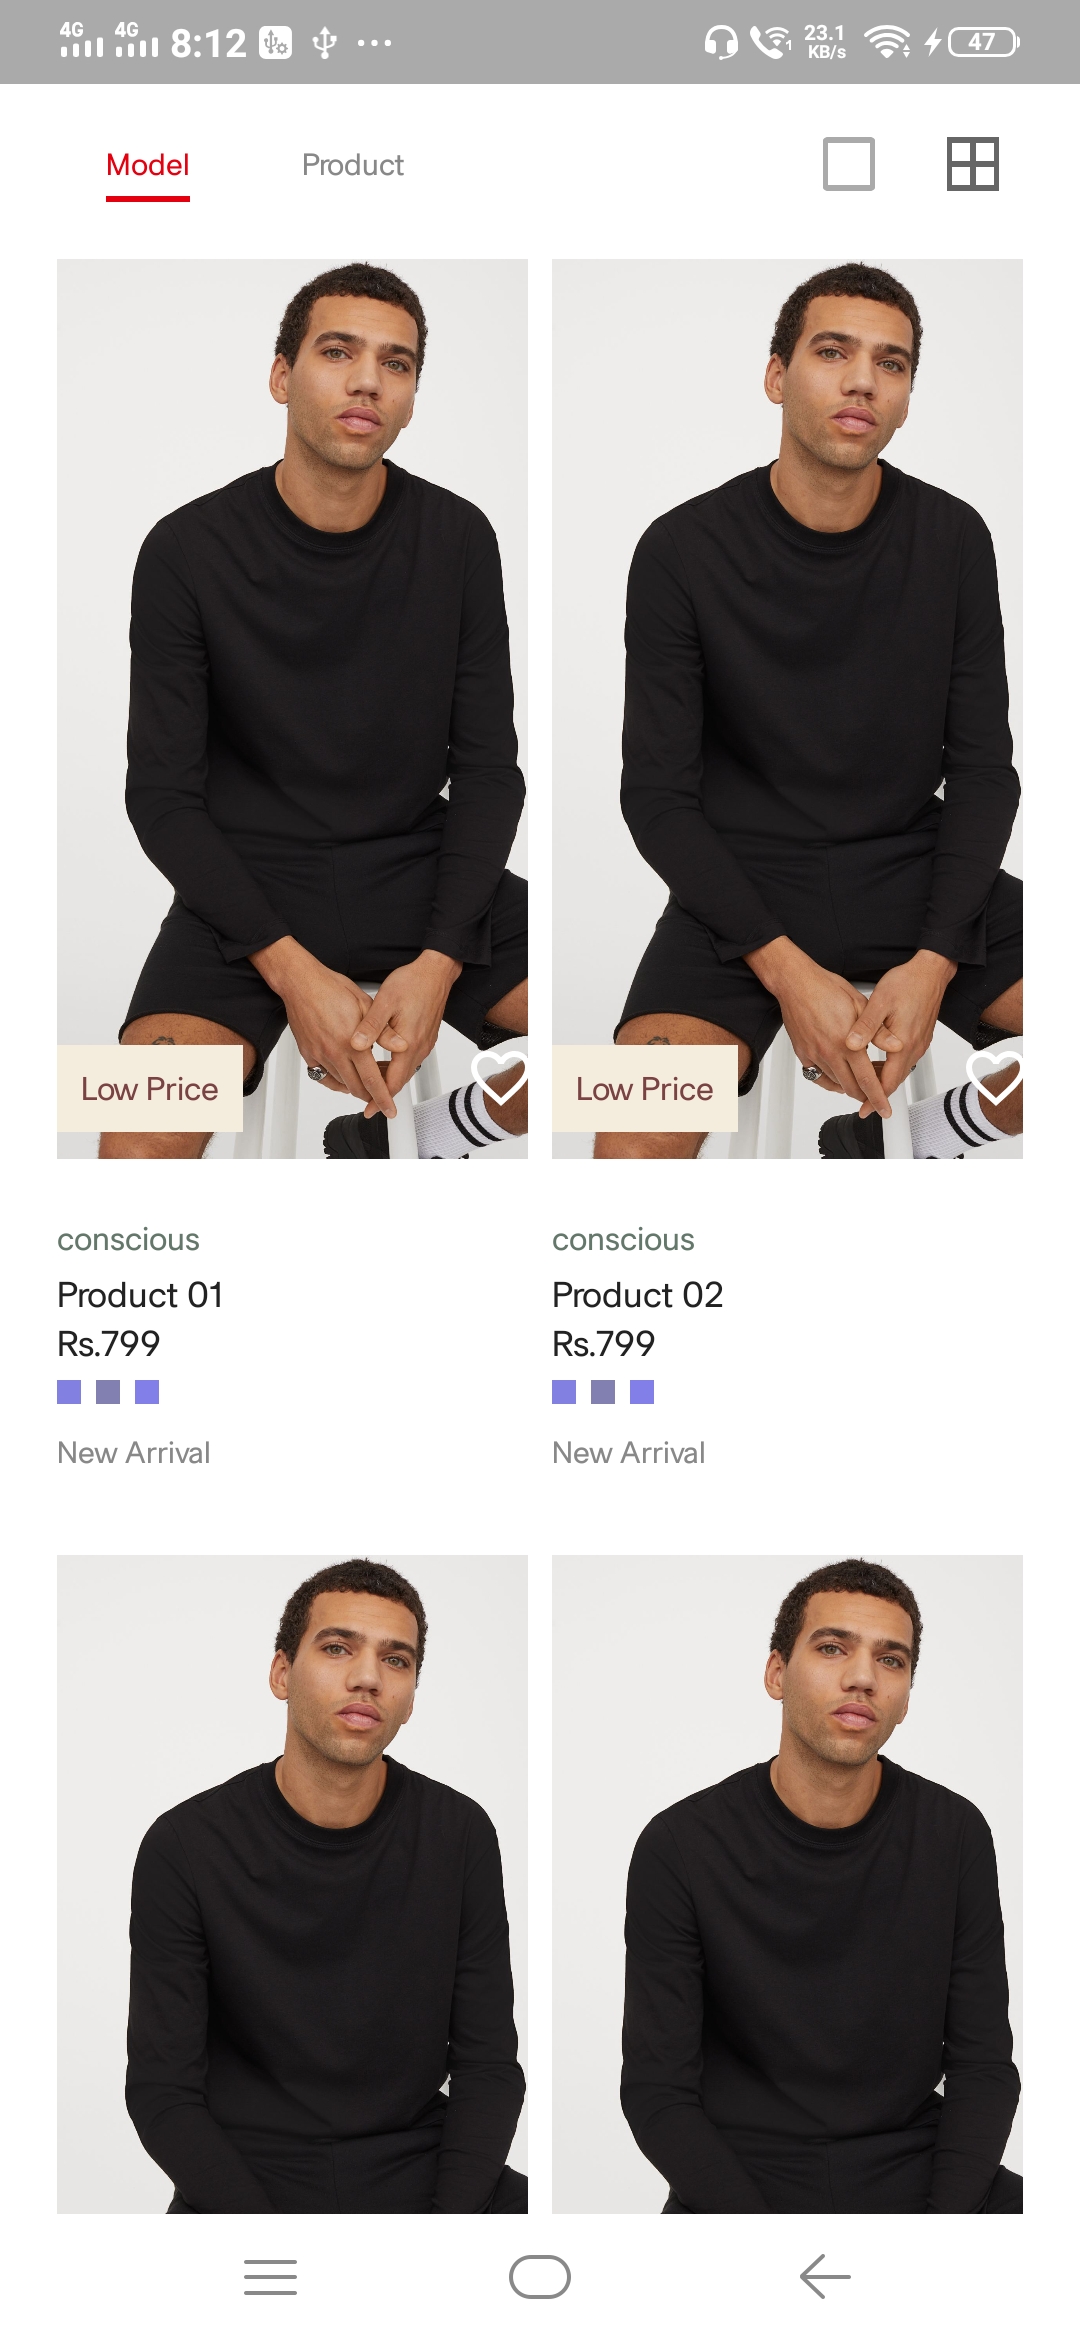 4G 4G 8:12 23.1 KB/s 47
1
Model Product
Low Price Low Price
conscious conscious
Product 01 Product 02
Rs.799 Rs.799
New Arrival New Arrival